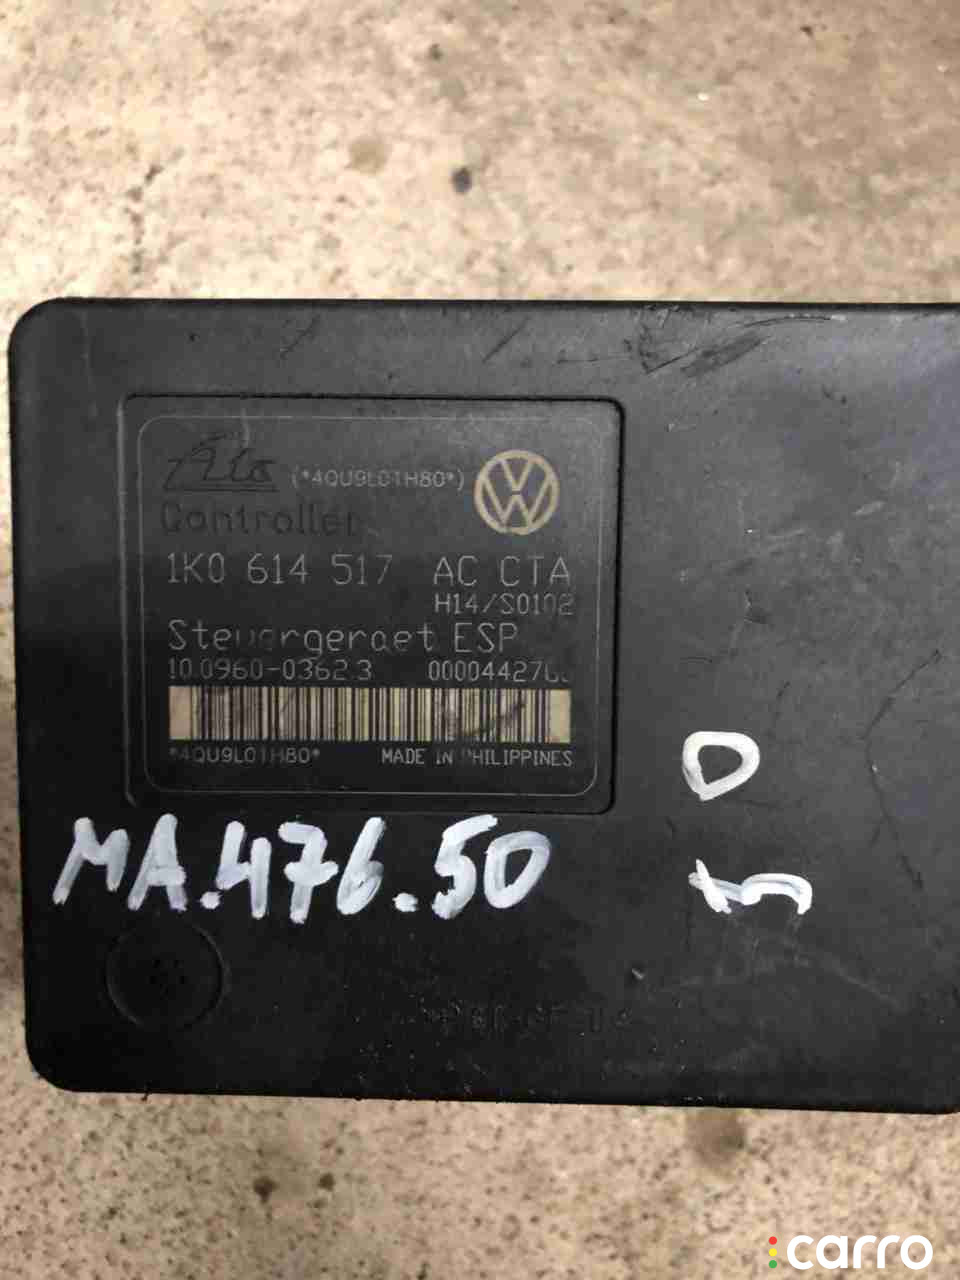 Ate (*4QU9L01H80*)
Controller
1K0 614 517 AC CTA
H14/S0102
Steuergeraet ESP
10.0960-0362.3
*4QU9L01H80* MADE IN PHILIPPINES
MA.476.50
carro